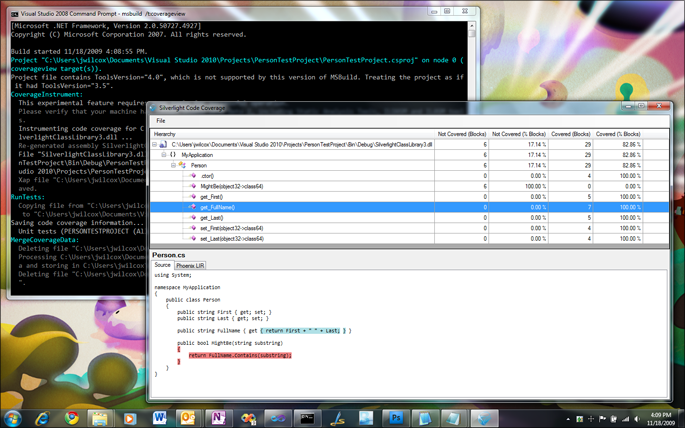 Visual Studio 2008 Command Prompt - msbuild /t:coverageview
[Microsoft .NET Framework, Version 2.0.50727.4927]
Copyright (C) Microsoft Corporation 2007. All rights reserved.
Build started 11/18/2009 4:08:55 PM.
Project "C:\Users\jwilcox\Documents\Visual Studio 2010\Projects\PersonTestProject\PersonTestProject.csproj" on node 0 (
coverageview target(s)).
Project file contains ToolsVersion="4.0", which is not supported by this version of MSBuild. Treating the project as if
it had ToolsVersion="3.5".
CoverageInstrument:
This experimental feature require
Please verify that your machine h
Instrumenting code coverage for C
ilverlightClassLibrary3.dll ...
Re-generated assembly Silverlight
File "SilverlightClassLibrary3.dl
nTestProject\Bin\Debug\PersonTest
udio 2010\Projects\PersonTestProj
Xap file "C:\Users\jwilcox\Docume
aved.
RunTests:
Copying file from "C:\Users\jwilc
to "C:\Users\jwilcox\Documents\V
Saving code coverage information...
Unit tests (PERSONTESTPROJECT (Al
MergeCoverageData:
Deleting file "C:\Users\jwilcox\D
Processing C:\Users\jwilcox\Docum
a and storing in C:\Users\jwilcox
Deleting file "C:\Users\jwilcox\D
".
Silverlight Code Coverage
File
Hierarchy Not Covered (Blocks) Not Covered (% Blocks) Covered (Blocks) Covered (% Blocks)
C:\Users\jwilcox\Documents\Visual Studio 2010\Projects\PersonTestProject\Bin\Debug\SilverlightClassLibrary3.dll 6 17.14 % 29 82.86 %
{} MyApplication 6 17.14 % 29 82.86 %
Person 6 17.14 % 29 82.86 %
.ctor() 0 0.00 % 4 100.00 %
MightBe(object32->class64) 6 100.00 % 0 0.00 %
get_First() 0 0.00 % 5 100.00 %
get_FullName() 0 0.00 % 7 100.00 %
get_Last() 0 0.00 % 5 100.00 %
set_First(object32->class64) 0 0.00 % 4 100.00 %
set_Last(object32->class64) 0 0.00 % 4 100.00 %
Person.cs
Source Phoenix LIR
using System;
namespace MyApplication
{
public class Person
{
public string First { get; set; }
public string Last { get; set; }
public string FullName { get { return First + " " + Last; } }
public bool MightBe(string substring)
{
return FullName.Contains(substring);
}
}
}
4:09 PM
11/18/2009